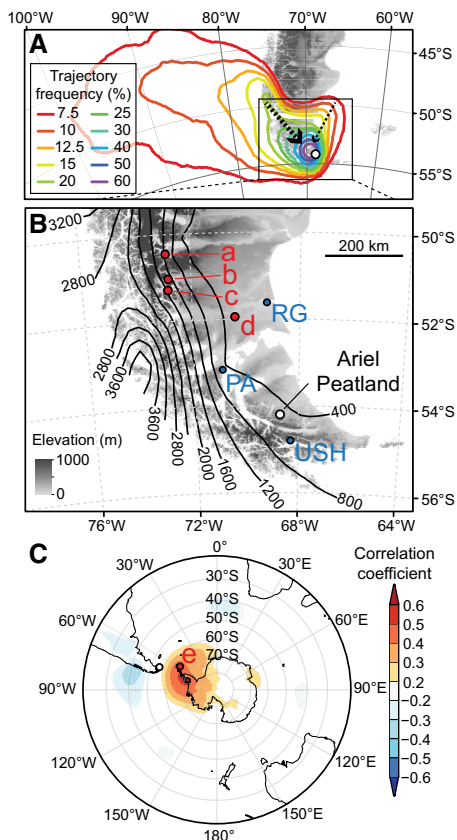 100°W 90°W 80°W 70°W 60°W
A
45°S
50°S
55°S
Trajectory
frequency (%)
7.5 25
10 30
12.5 40
15 50
20 60
B
3200
2800
2800
3600
3600
2800
2000
1600
1200
800
400
a
b
c
d
RG
PA
USH
Ariel
Peatland
200 km
50°S
52°S
54°S
56°S
Elevation (m)
1000
0
76°W 72°W 68°W 64°W
C
0°
30°W 30°E
60°W 60°E
90°W 90°E
120°W 120°E
150°W 150°E
180°
30°S
40°S
50°S
60°S
70°S
e
Correlation
coefficient
0.6
0.5
0.4
0.3
0.2
−0.2
−0.3
−0.4
−0.5
−0.6